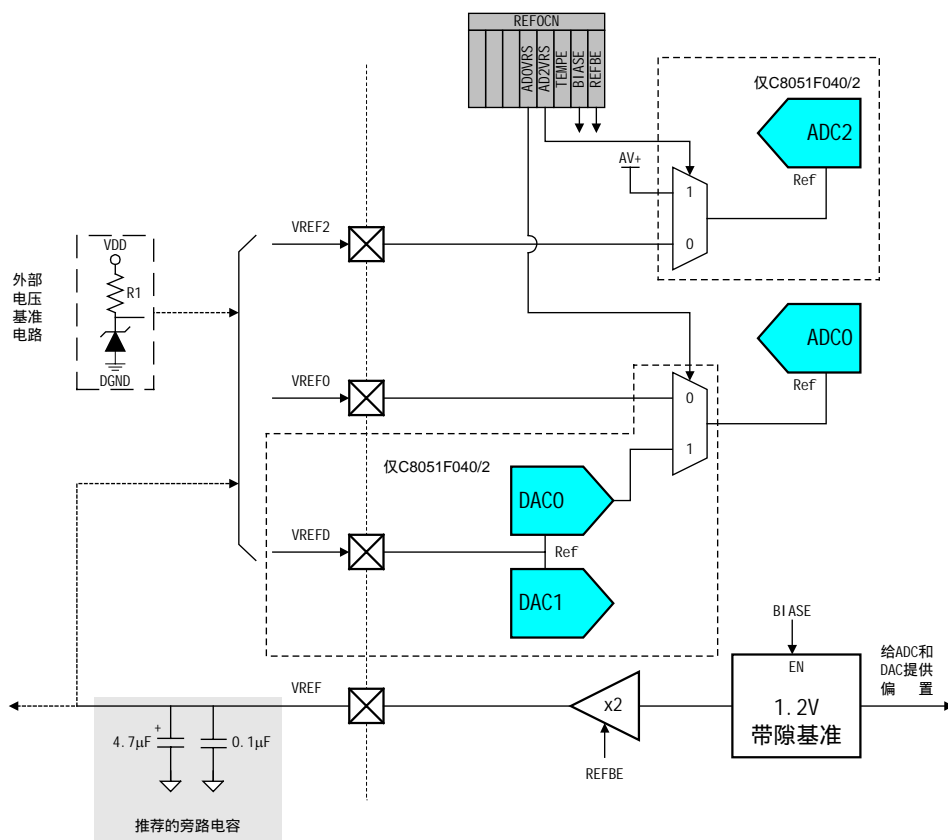 REF0CN
AD0VRS
AD2VRS
TEMPE
BIASE
REFBE
仅C8051F040/2
ADC2
Ref
AV+
1
0
VREF2
VDD
R1
DGND
外部
电压
基准
电路
ADC0
Ref
VREF0
0
1
仅C8051F040/2
DAC0
VREFD
Ref
DAC1
BIASE
EN
1.2V
带隙基准
给ADC和
DAC提供
偏 置
VREF
x2
REFBE
+
4.7μF
0.1μF
推荐的旁路电容